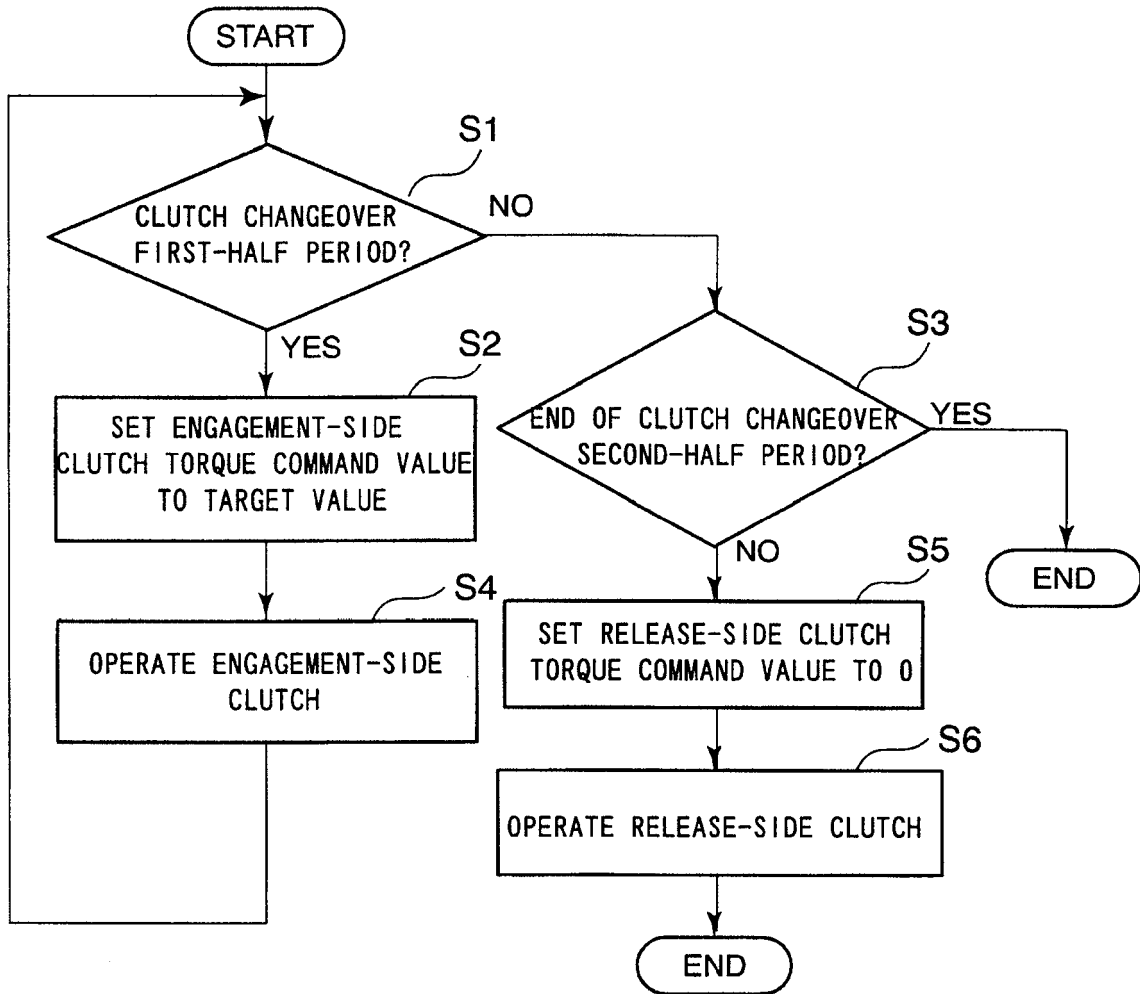 START
S1
CLUTCH CHANGEOVER
FIRST-HALF PERIOD?
NO
YES
S2
SET ENGAGEMENT-SIDE
CLUTCH TORQUE COMMAND VALUE
TO TARGET VALUE
S3
END OF CLUTCH CHANGEOVER
SECOND-HALF PERIOD?
YES
NO
END
S4
OPERATE ENGAGEMENT-SIDE
CLUTCH
S5
SET RELEASE-SIDE CLUTCH
TORQUE COMMAND VALUE TO 0
S6
OPERATE RELEASE-SIDE CLUTCH
END